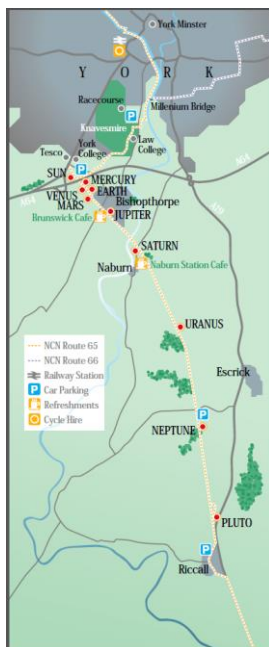 York Minster
Y O R K
Racecourse
P
Millenium Bridge
Knavesmire
Law
College
Tesco
York
College
P
A64
SUN
MERCURY
EARTH
VENUS
MARS
A64
Bishopthorpe
JUPITER
Brunswick Cafe
A19
SATURN
Naburn Station Cafe
Naburn
URANUS
NCN Route 65
NCN Route 66
Railway Station
P Car Parking
Refreshments
Cycle Hire
Escrick
P
NEPTUNE
PLUTO
P
Riccall